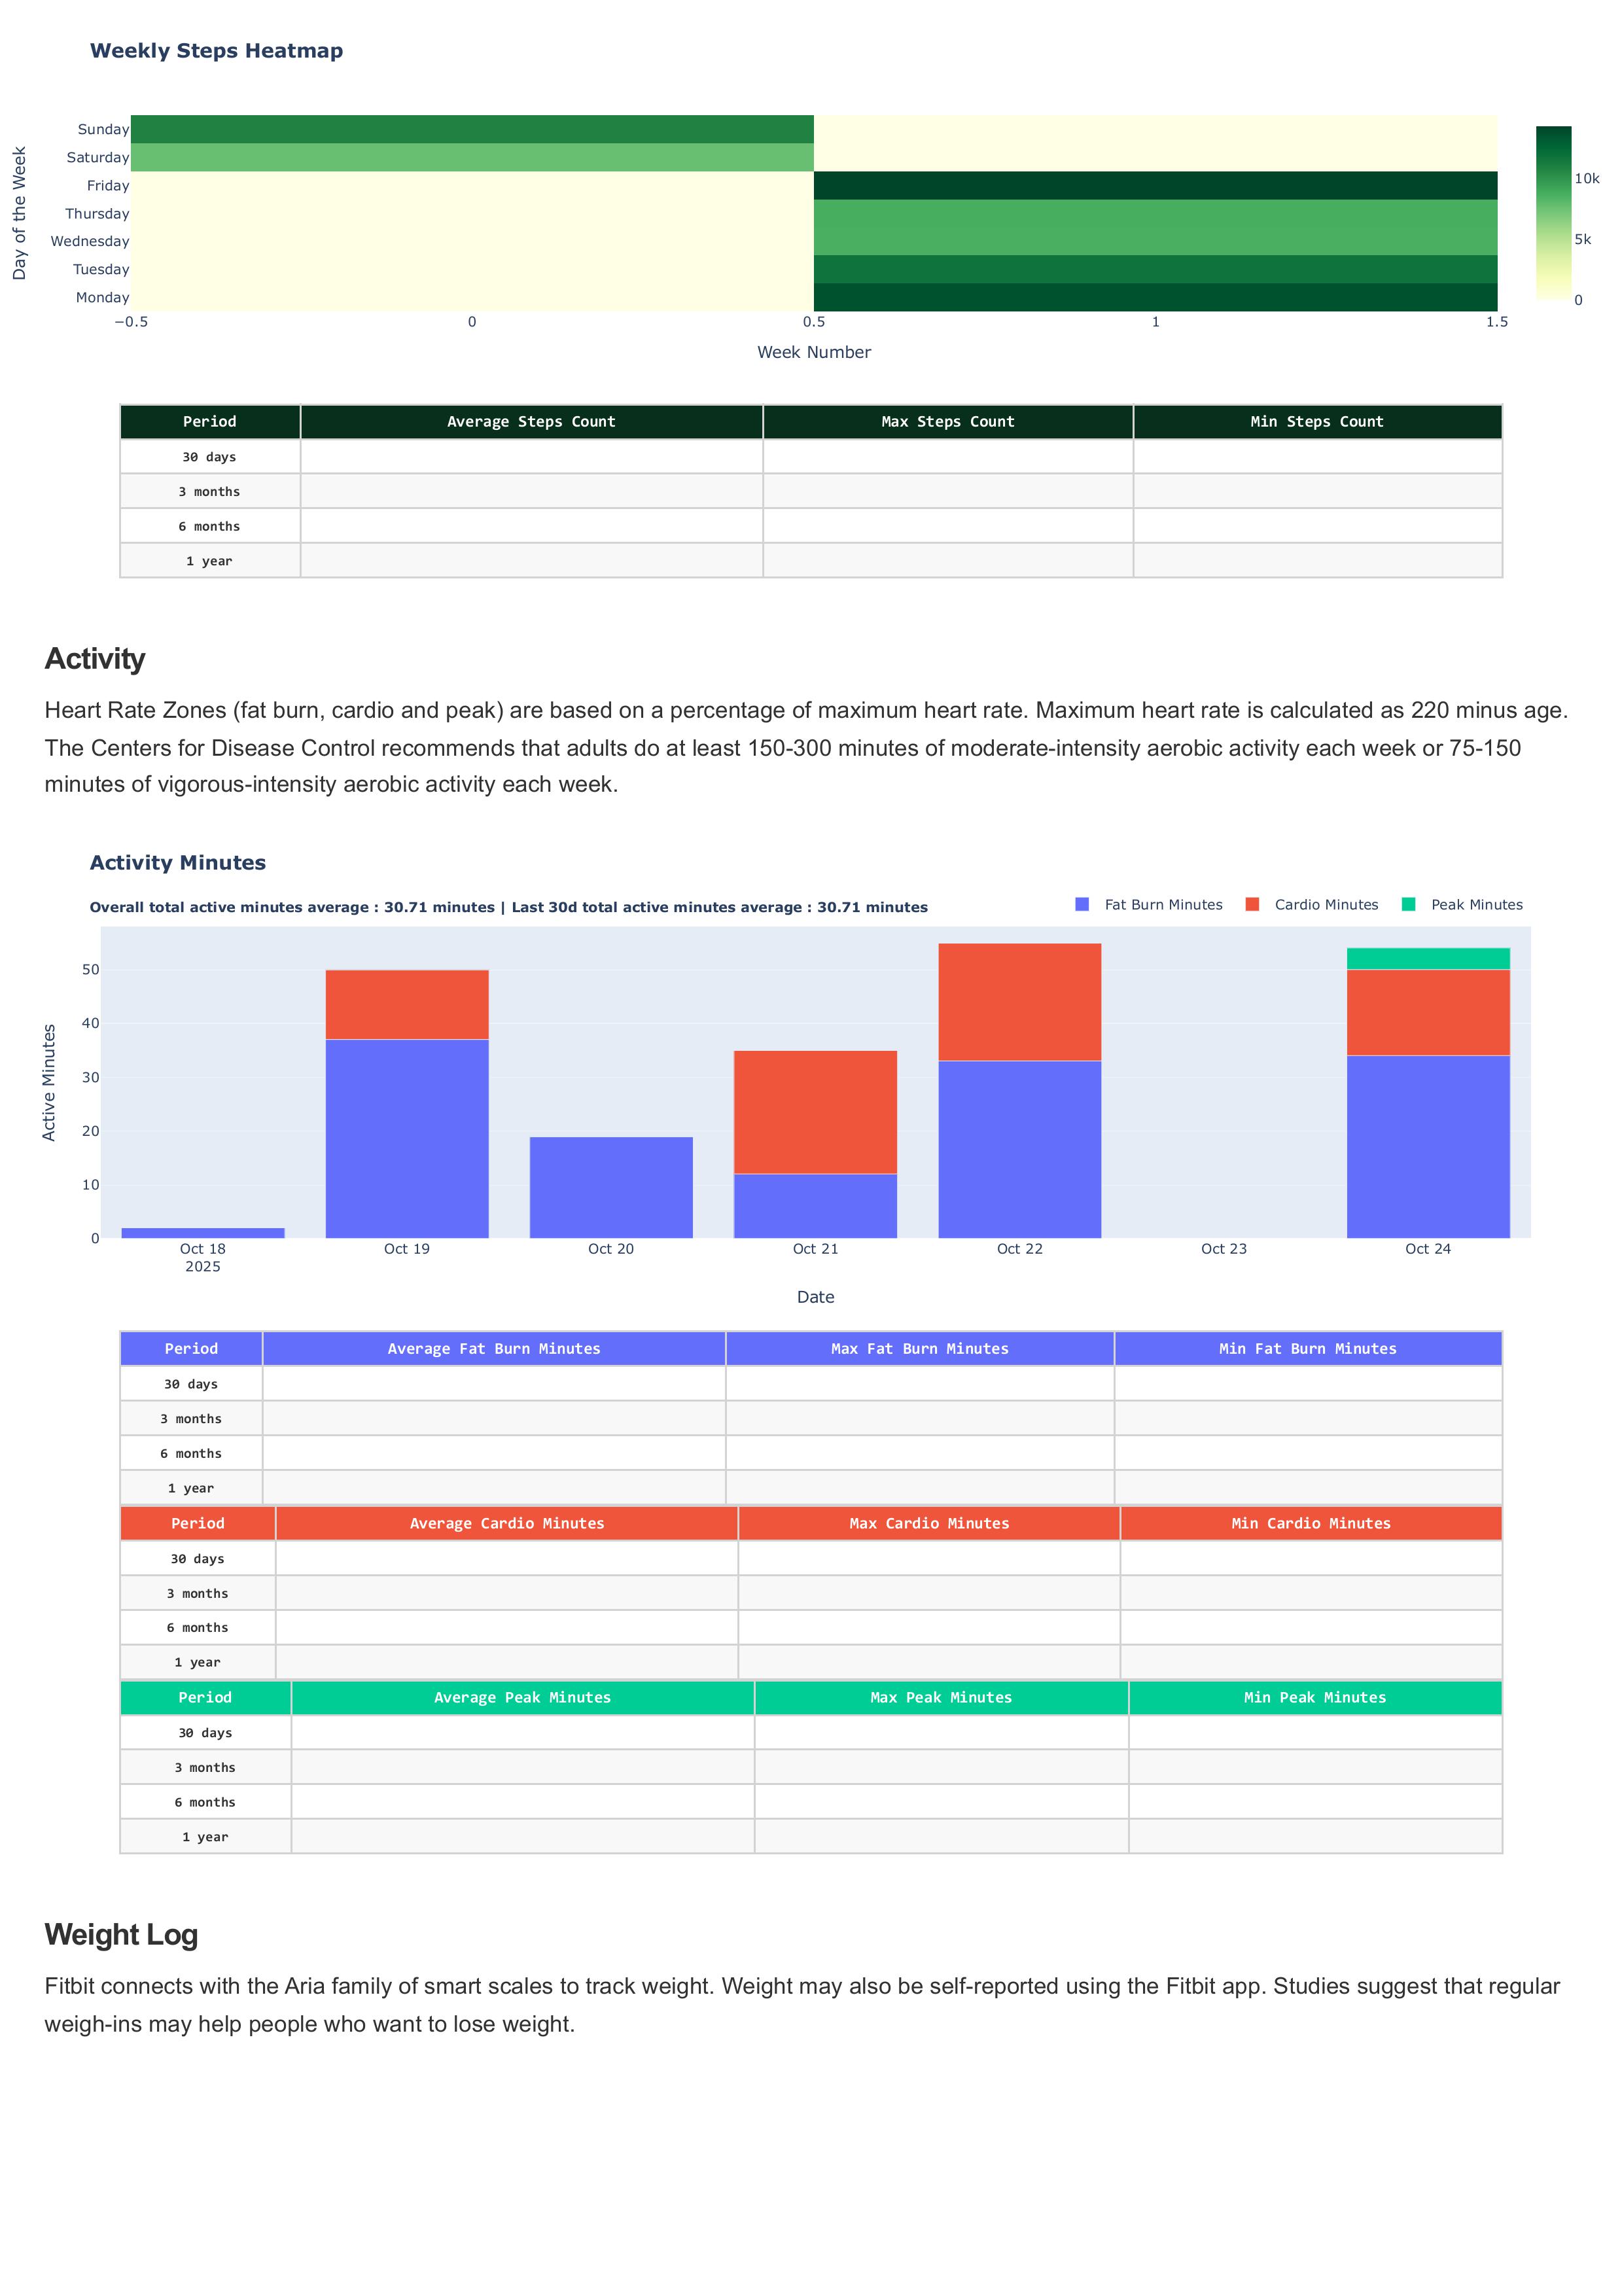 Weekly Steps Heatmap
Day of the Week
Sunday
Saturday
Friday
Thursday
Wednesday
Tuesday
Monday
−0.5 0 0.5 1 1.5
Week Number
10k
5k
0
Period Average Steps Count Max Steps Count Min Steps Count
30 days
3 months
6 months
1 year
Activity
Heart Rate Zones (fat burn, cardio and peak) are based on a percentage of maximum heart rate. Maximum heart rate is calculated as 220 minus age.
The Centers for Disease Control recommends that adults do at least 150-300 minutes of moderate-intensity aerobic activity each week or 75-150
minutes of vigorous-intensity aerobic activity each week.
Activity Minutes
Overall total active minutes average : 30.71 minutes | Last 30d total active minutes average : 30.71 minutes
Fat Burn Minutes Cardio Minutes Peak Minutes
Active Minutes
50
40
30
20
10
0
Oct 18 Oct 19 Oct 20 Oct 21 Oct 22 Oct 23 Oct 24
2025
Date
Period Average Fat Burn Minutes Max Fat Burn Minutes Min Fat Burn Minutes
30 days
3 months
6 months
1 year
Period Average Cardio Minutes Max Cardio Minutes Min Cardio Minutes
30 days
3 months
6 months
1 year
Period Average Peak Minutes Max Peak Minutes Min Peak Minutes
30 days
3 months
6 months
1 year
Weight Log
Fitbit connects with the Aria family of smart scales to track weight. Weight may also be self-reported using the Fitbit app. Studies suggest that regular
weigh-ins may help people who want to lose weight.